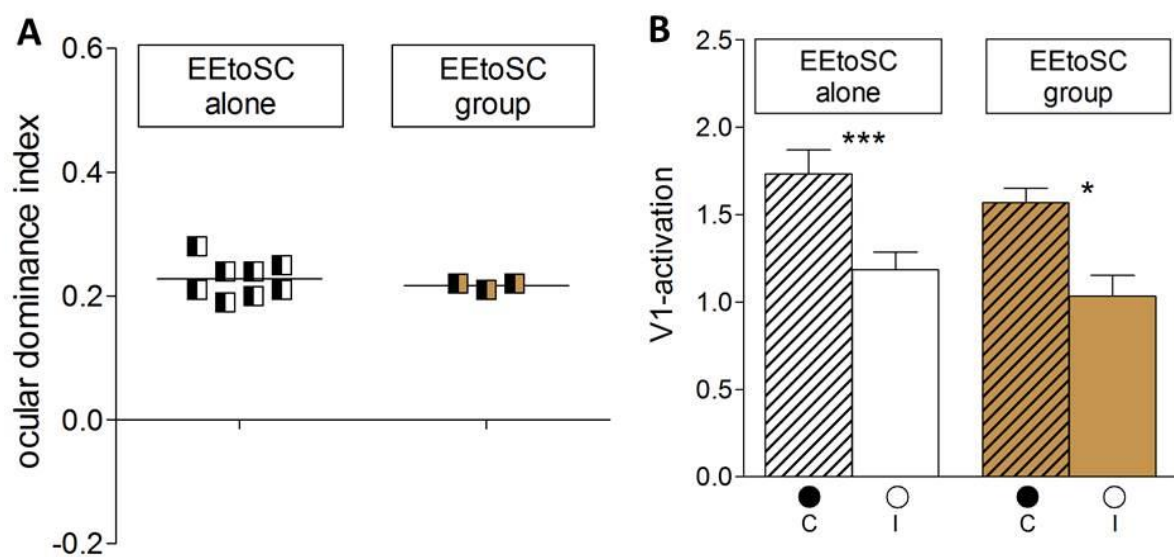 A
ocular dominance index
0.6
0.4
0.2
0.0
-0.2
EEtoSC
alone
EEtoSC
group
B
V1-activation
2.5
2.0
1.5
1.0
0.5
0.0
EEtoSC
alone
EEtoSC
group
***
*
C
I
C
I